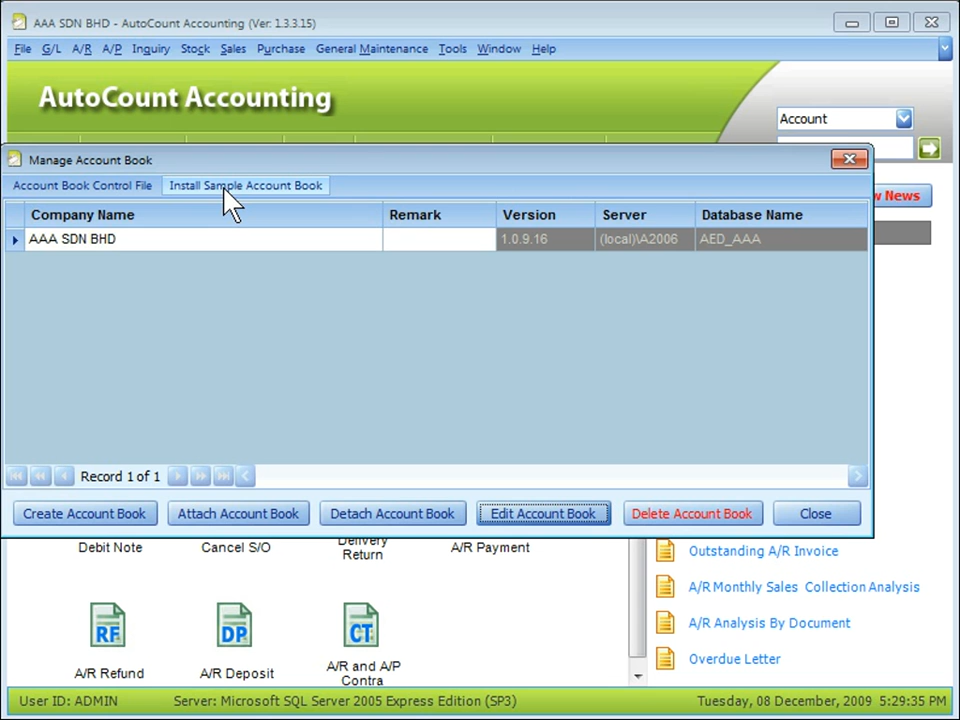 AAA SDN BHD - AutoCount Accounting (Ver: 1.3.3.15)
File G/L A/R A/P Inquiry Stock Sales Purchase General Maintenance Tools Window Help
AutoCount Accounting
Account
Manage Account Book
Account Book Control File Install Sample Account Book
w News
Company Name Remark Version Server Database Name
AAA SDN BHD 1.0.9.16 (local)\A2006 AED_AAA
Record 1 of 1
Create Account Book Attach Account Book Detach Account Book Edit Account Book Delete Account Book Close
Debit Note Cancel S/O Delivery Return A/R Payment
Outstanding A/R Invoice
A/R Monthly Sales Collection Analysis
RF DP CT
A/R Analysis By Document
A/R Refund A/R Deposit A/R and A/P Contra
Overdue Letter
User ID: ADMIN Server: Microsoft SQL Server 2005 Express Edition (SP3) Tuesday, 08 December, 2009 5:29:35 PM